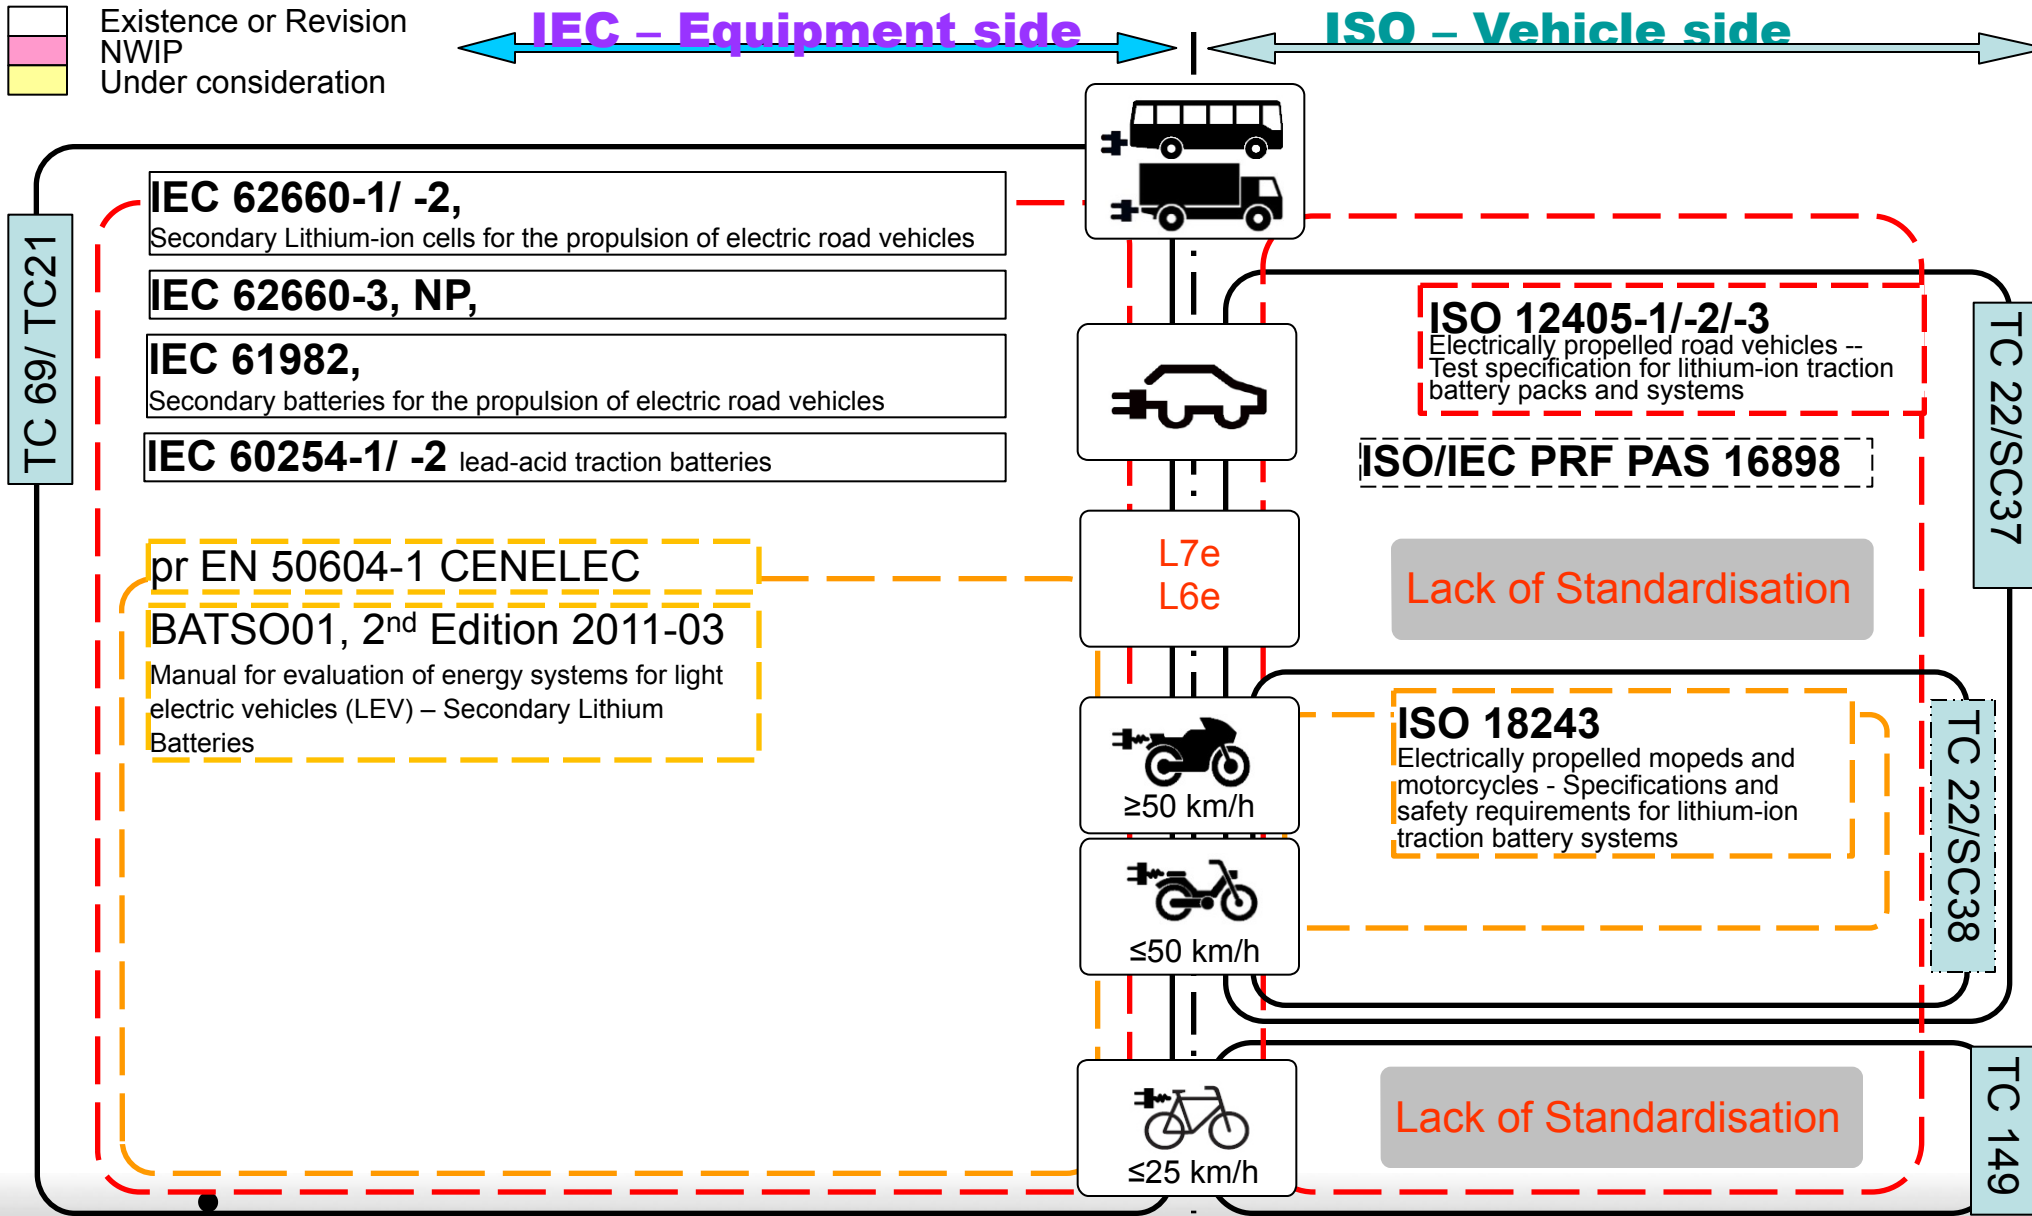 Existence or Revision
NWIP
Under consideration
IEC – Equipment side
ISO – Vehicle side
TC 69/ TC21
IEC 62660-1/ -2,
Secondary Lithium-ion cells for the propulsion of electric road vehicles
IEC 62660-3, NP,
IEC 61982,
Secondary batteries for the propulsion of electric road vehicles
IEC 60254-1/ -2 lead-acid traction batteries
pr EN 50604-1 CENELEC
BATSO01, 2nd Edition 2011-03
Manual for evaluation of energy systems for light
electric vehicles (LEV) – Secondary Lithium
Batteries
L7e
L6e
≥50 km/h
≤50 km/h
≤25 km/h
ISO 12405-1/-2/-3
Electrically propelled road vehicles --
Test specification for lithium-ion traction
battery packs and systems
ISO/IEC PRF PAS 16898
Lack of Standardisation
TC 22/SC37
ISO 18243
Electrically propelled mopeds and
motorcycles - Specifications and
safety requirements for lithium-ion
traction battery systems
TC 22/SC38
Lack of Standardisation
TC 149